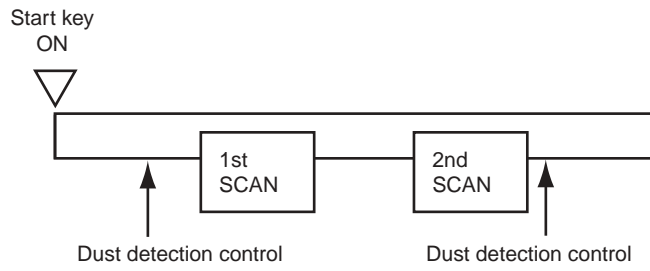 Start key
ON
1st
SCAN
2nd
SCAN
Dust detection control
Dust detection control